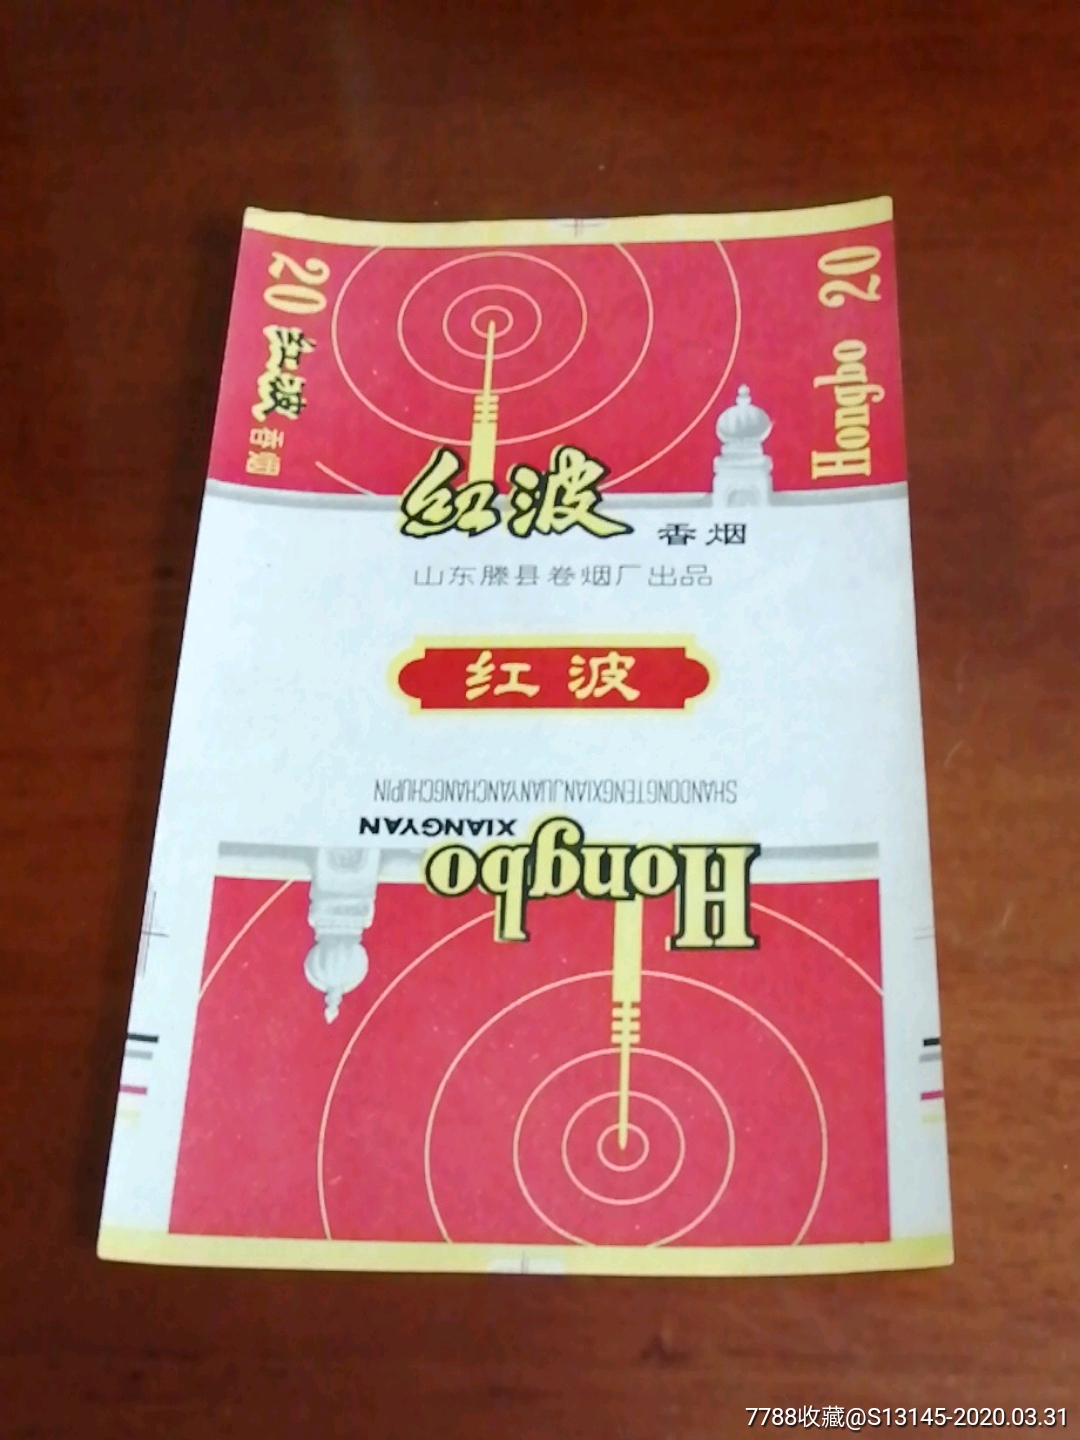 20 红波 香烟
Hongbo 20
红波 香烟
山东滕县卷烟厂出品
红波
SHANDONGTENGXIANJUANYANCHANGCHUPIN
XIANGYAN
Hongbo
7788收藏@S13145-2020.03.31